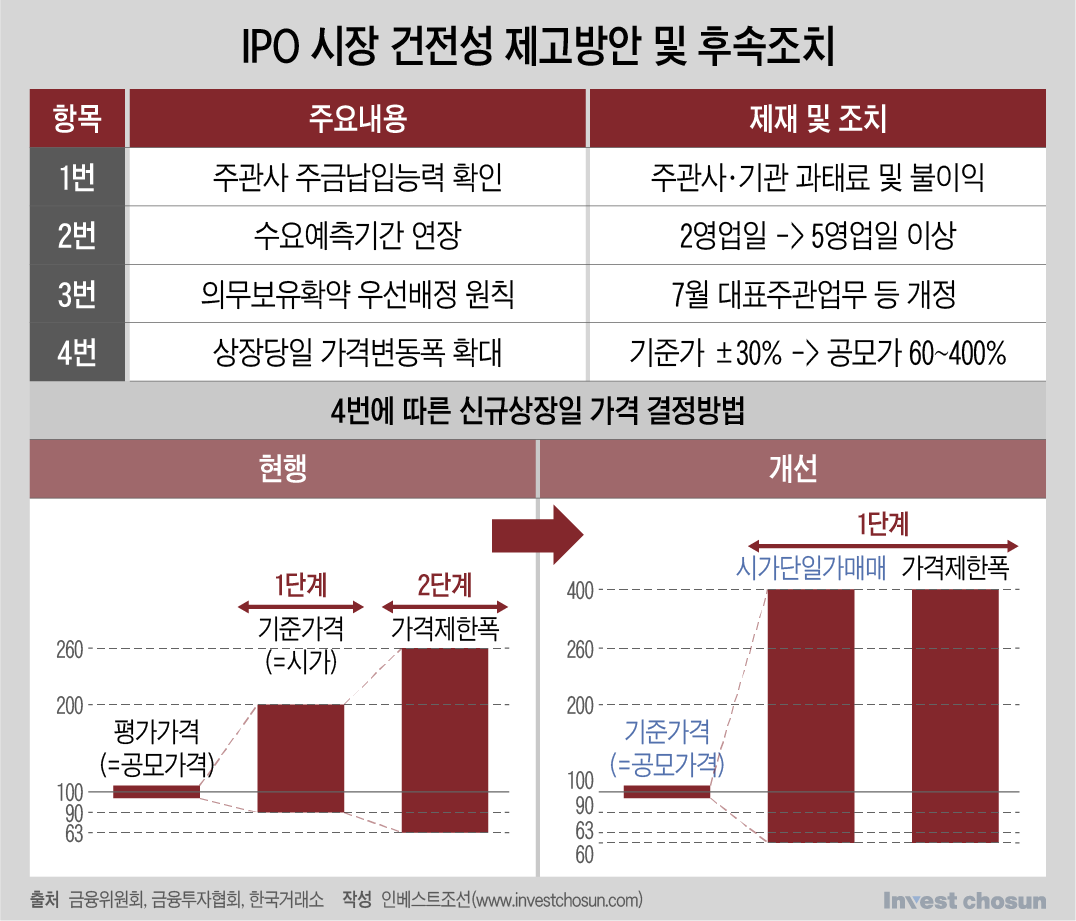 IPO 시장 건전성 제고방안 및 후속조치
항목 주요내용 제재 및 조치
1번 주관사 주금납입능력 확인 주관사·기관 과태료 및 불이익
2번 수요예측기간 연장 2영업일 -> 5영업일 이상
3번 의무보유확약 우선배정 원칙 7월 대표주관업무 등 개정
4번 상장당일 가격변동폭 확대 기준가 ±30% -> 공모가 60~400%
4번에 따른 신규상장일 가격 결정방법
현행
1단계
2단계
기준가격
(=시가)
가격제한폭
평가가격
(=공모가격)
260
200
100
90
63
개선
1단계
시가단일가매매
가격제한폭
기준가격
(=공모가격)
400
260
200
100
90
63
60
출처 금융위원회, 금융투자협회, 한국거래소 작성 인베스트조선(www.investchosun.com)
Invest chosun